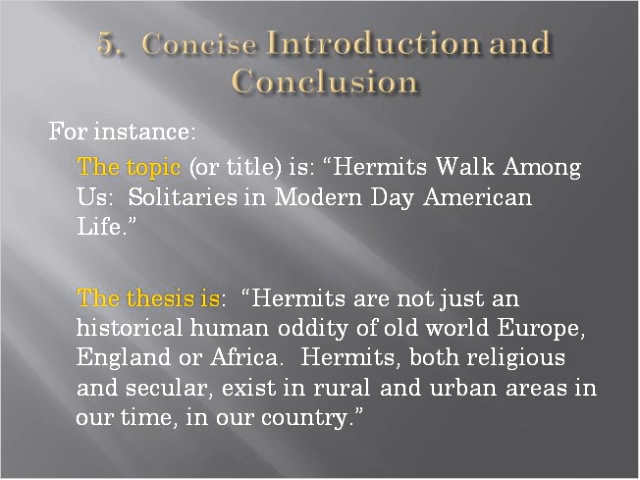 5.  Concise Introduction and
Conclusion
For instance:
The topic (or title) is: “Hermits Walk Among
Us:  Solitaries in Modern Day American
Life.”
The thesis is:  “Hermits are not just an
historical human oddity of old world Europe,
England or Africa.  Hermits, both religious
and secular, exist in rural and urban areas in
our time, in our country.”